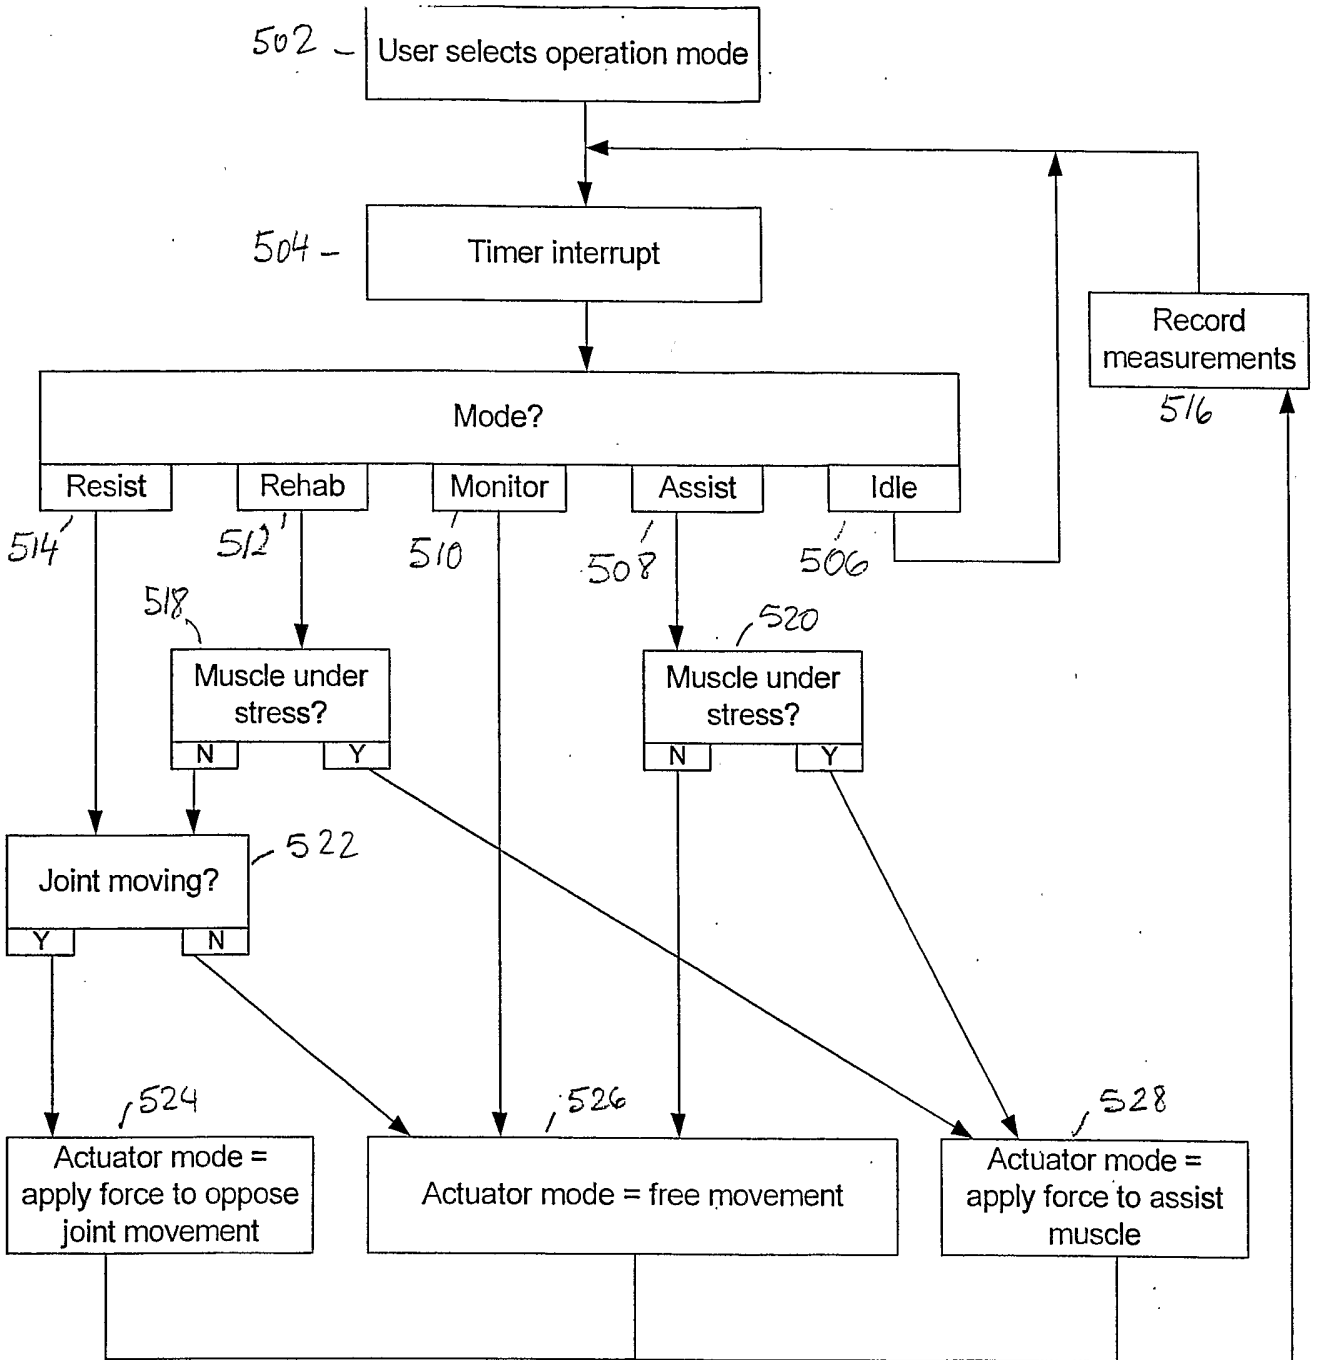 502
User selects operation mode
504
Timer interrupt
Record
measurements
516
Mode?
Resist
Rehab
Monitor
Assist
Idle
514
512
510
508
506
518
520
Muscle under
stress?
N
Y
Muscle under
stress?
N
Y
522
Joint moving?
Y
N
524
526
528
Actuator mode =
apply force to oppose
joint movement
Actuator mode = free movement
Actuator mode =
apply force to assist
muscle